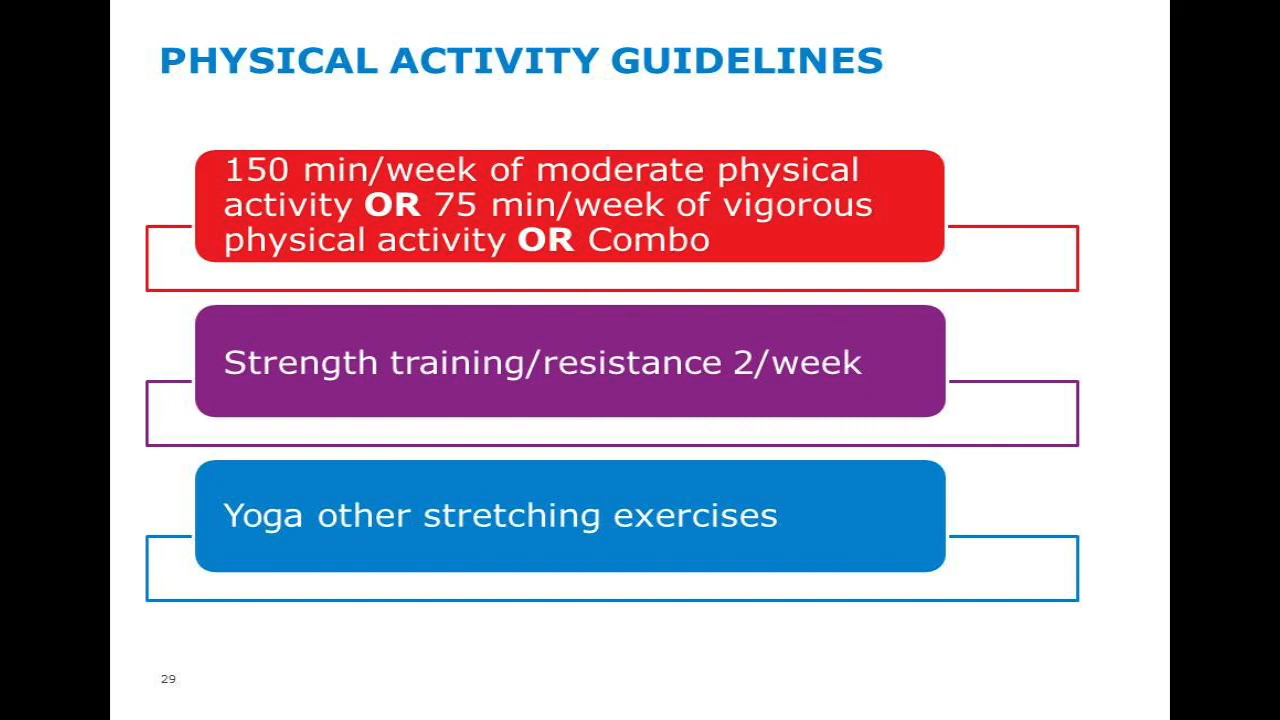 PHYSICAL ACTIVITY GUIDELINES
150 min/week of moderate physical
activity OR 75 min/week of vigorous
physical activity OR Combo
Strength training/resistance 2/week
Yoga other stretching exercises
29